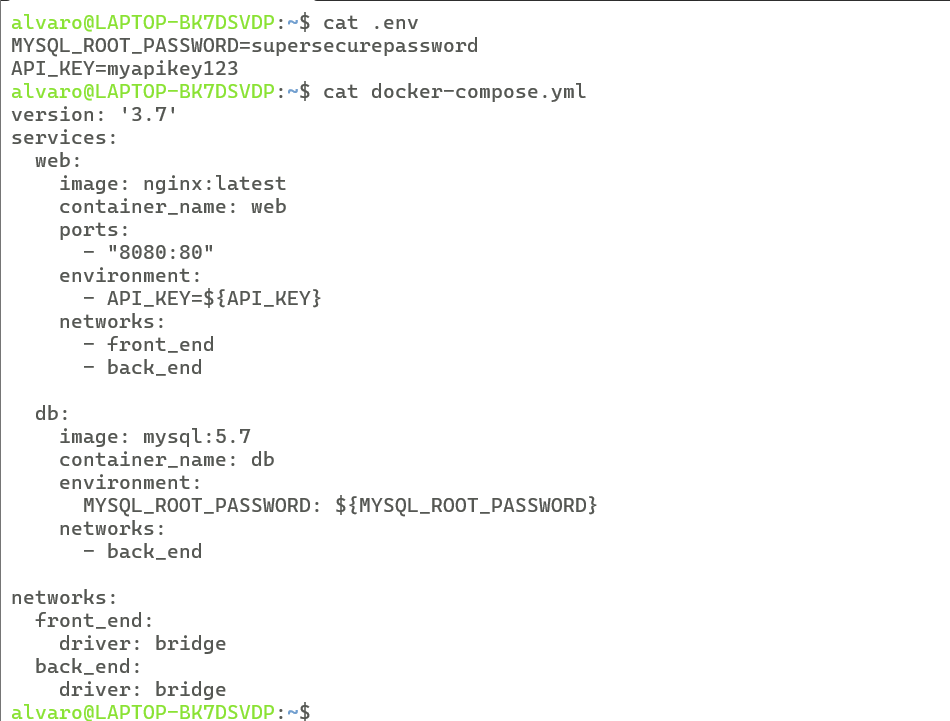 alvaro@LAPTOP-BK7DSVDP:~$ cat .env
MYSQL_ROOT_PASSWORD=supersecurepassword
API_KEY=myapikey123
alvaro@LAPTOP-BK7DSVDP:~$ cat docker-compose.yml
version: '3.7'
services:
  web:
    image: nginx:latest
    container_name: web
    ports:
      - "8080:80"
    environment:
      - API_KEY=${API_KEY}
    networks:
      - front_end
      - back_end

  db:
    image: mysql:5.7
    container_name: db
    environment:
      MYSQL_ROOT_PASSWORD: ${MYSQL_ROOT_PASSWORD}
    networks:
      - back_end

networks:
  front_end:
    driver: bridge
  back_end:
    driver: bridge
alvaro@LAPTOP-BK7DSVDP:~$